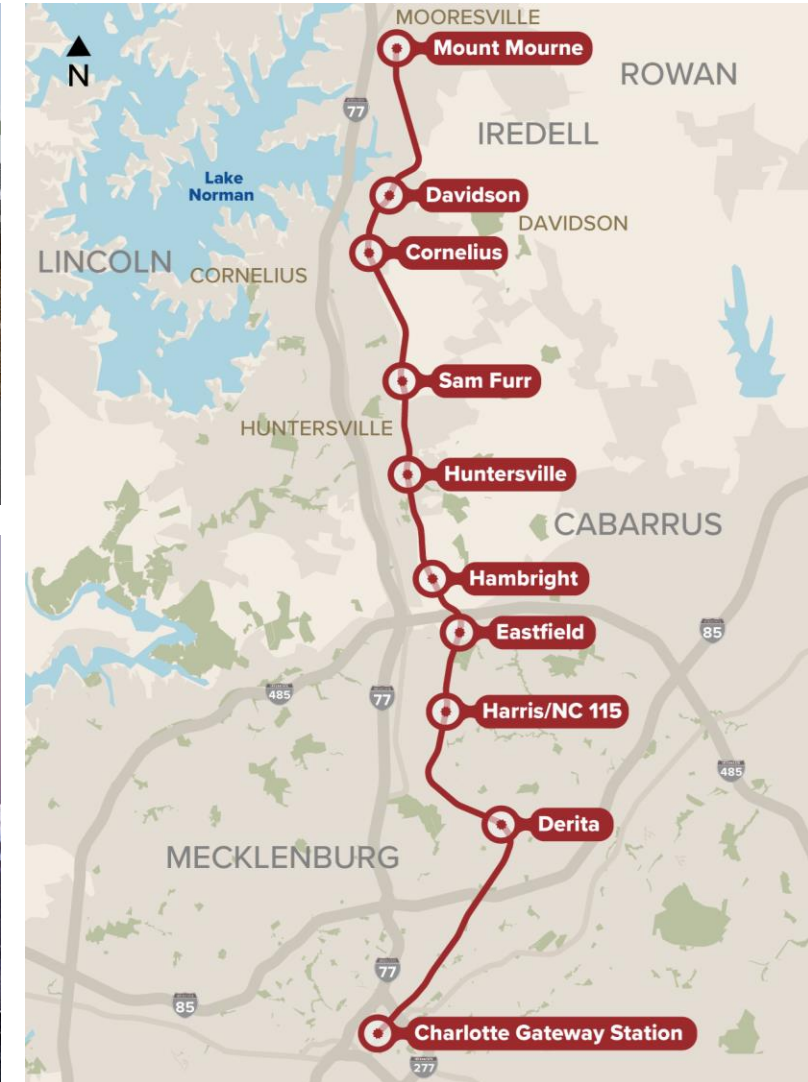 MOORESVILLE
Mount Mourne
N
ROWAN
77
IREDELL
Lake
Norman
Davidson
DAVIDSON
Cornelius
LINCOLN
CORNELIUS
Sam Furr
HUNTERSVILLE
Huntersville
CABARRUS
Hambright
Eastfield
85
485
77
Harris/NC 115
485
Derita
MECKLENBURG
77
85
Charlotte Gateway Station
277